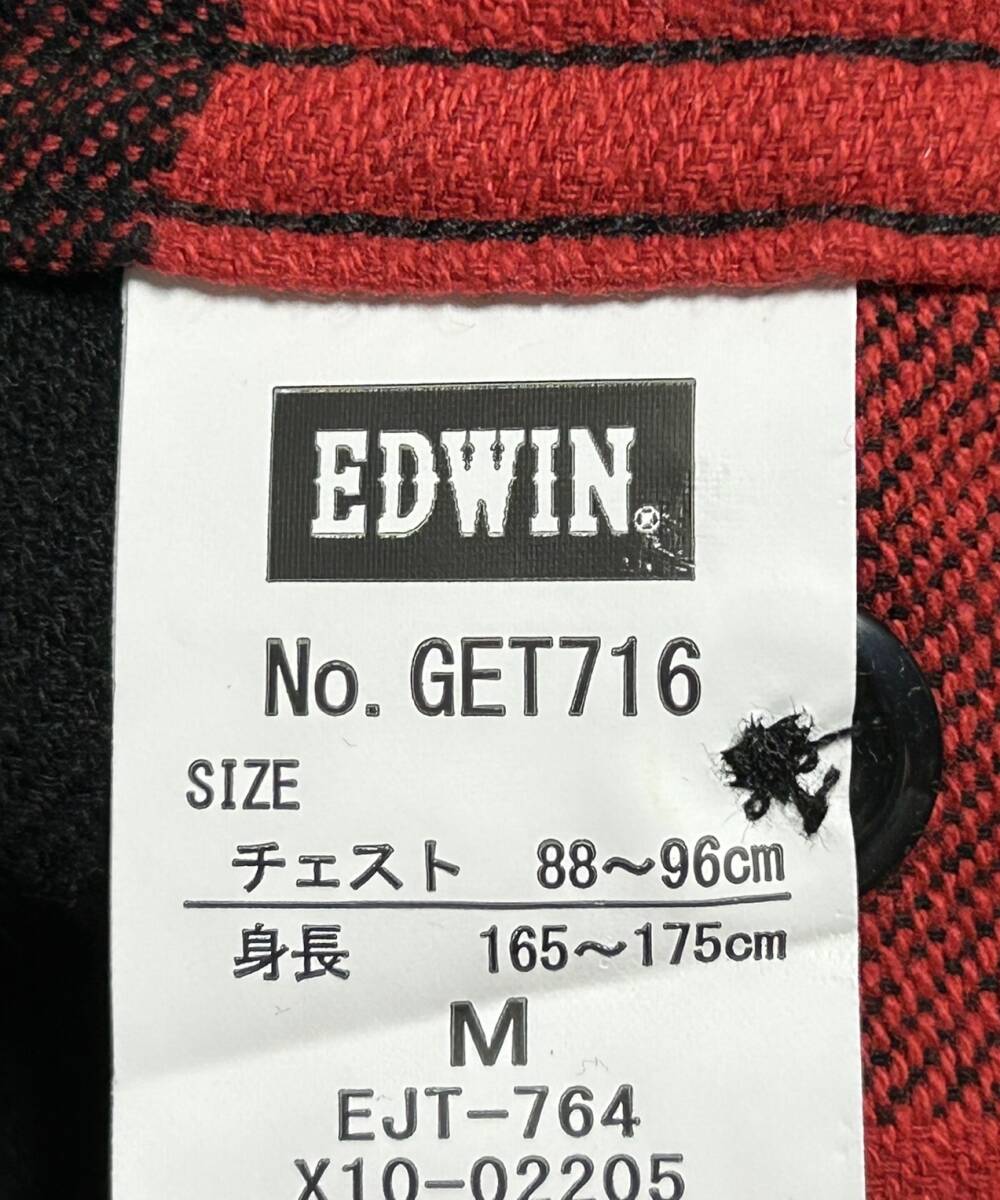 EDWIN®
No. GET716
SIZE
チェスト 88～96cm
身長 165～175cm
M
EJT-764
X10-02205